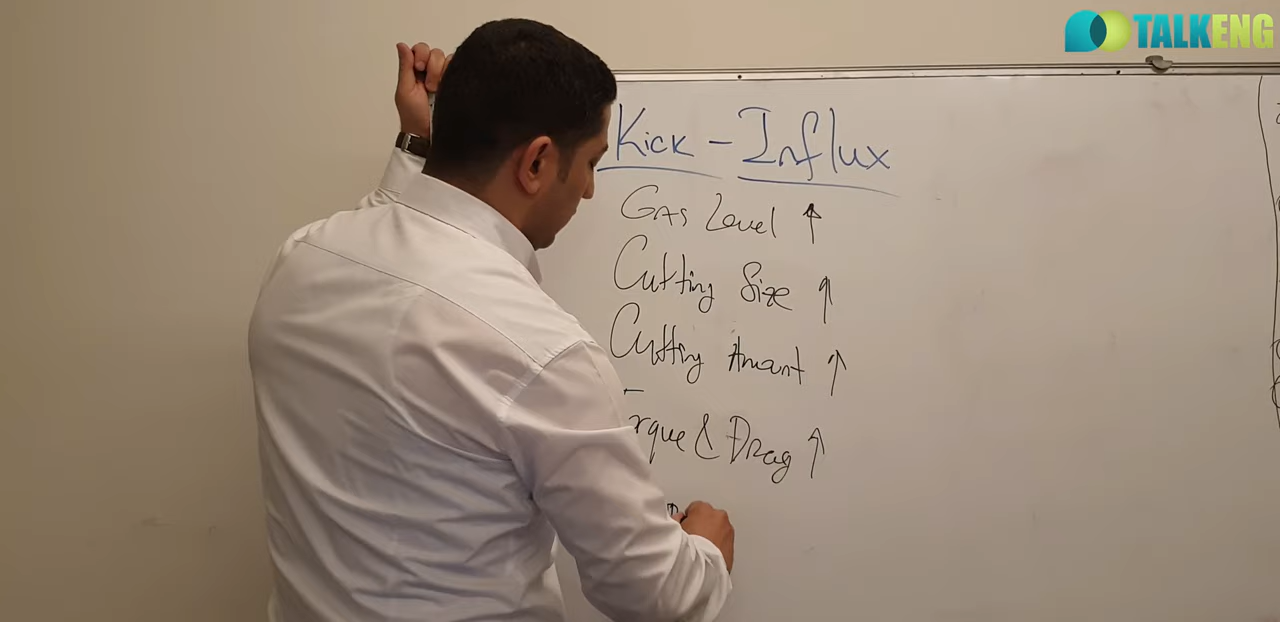 TALKENG
Kick - Influx
Gas Level ↑
Cutting Size ↑
Cutting Amount ↑
rque & Drag ↑